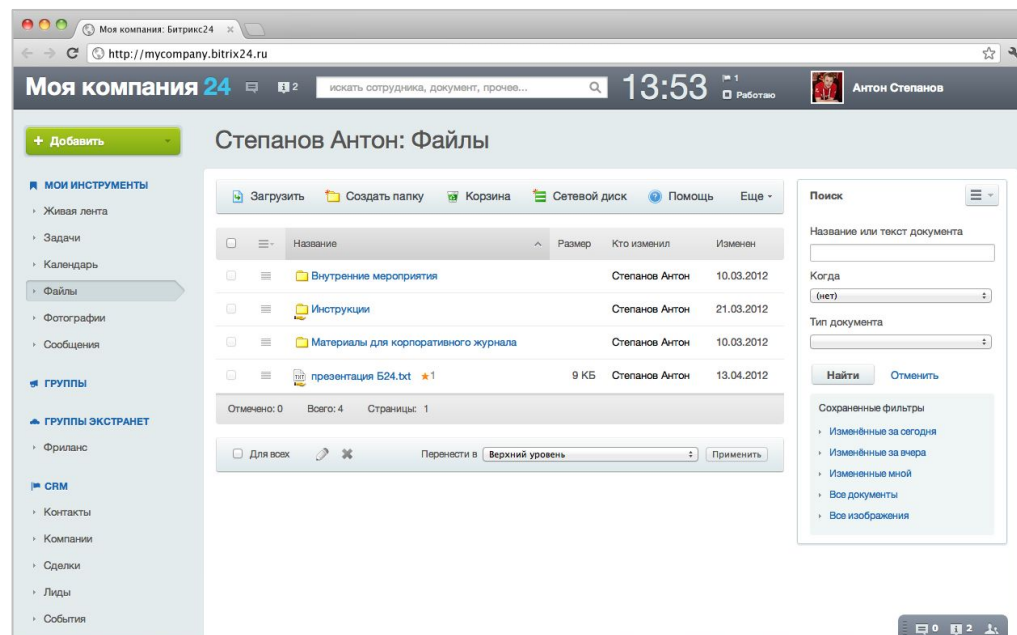 Моя компания: Битрикс24
http://mycompany.bitrix24.ru
Моя компания 24
2
искать сотрудника, документ, прочее...
13:53
1
Работаю
Антон Степанов
+ Добавить
Степанов Антон: Файлы
МОИ ИНСТРУМЕНТЫ
Живая лента
Задачи
Календарь
Файлы
Фотографии
Сообщения
ГРУППЫ
ГРУППЫ ЭКСТРАНЕТ
Фриланс
CRM
Контакты
Компании
Сделки
Лиды
События
Загрузить Создать папку Корзина Сетевой диск Помощь Еще
Название Размер Кто изменил Изменен
Внутренние мероприятия Степанов Антон 10.03.2012
Инструкции Степанов Антон 21.03.2012
Материалы для корпоративного журнала Степанов Антон 10.03.2012
презентация Б24.txt ★1 9 КБ Степанов Антон 13.04.2012
Отмечено: 0 Всего: 4 Страницы: 1
Для всех Перенести в Верхний уровень Применить
Поиск
Название или текст документа
Когда
(нет)
Тип документа
Найти Отменить
Сохраненные фильтры
Изменённые за сегодня
Изменённые за вчера
Измененные мной
Все документы
Все изображения
0 2